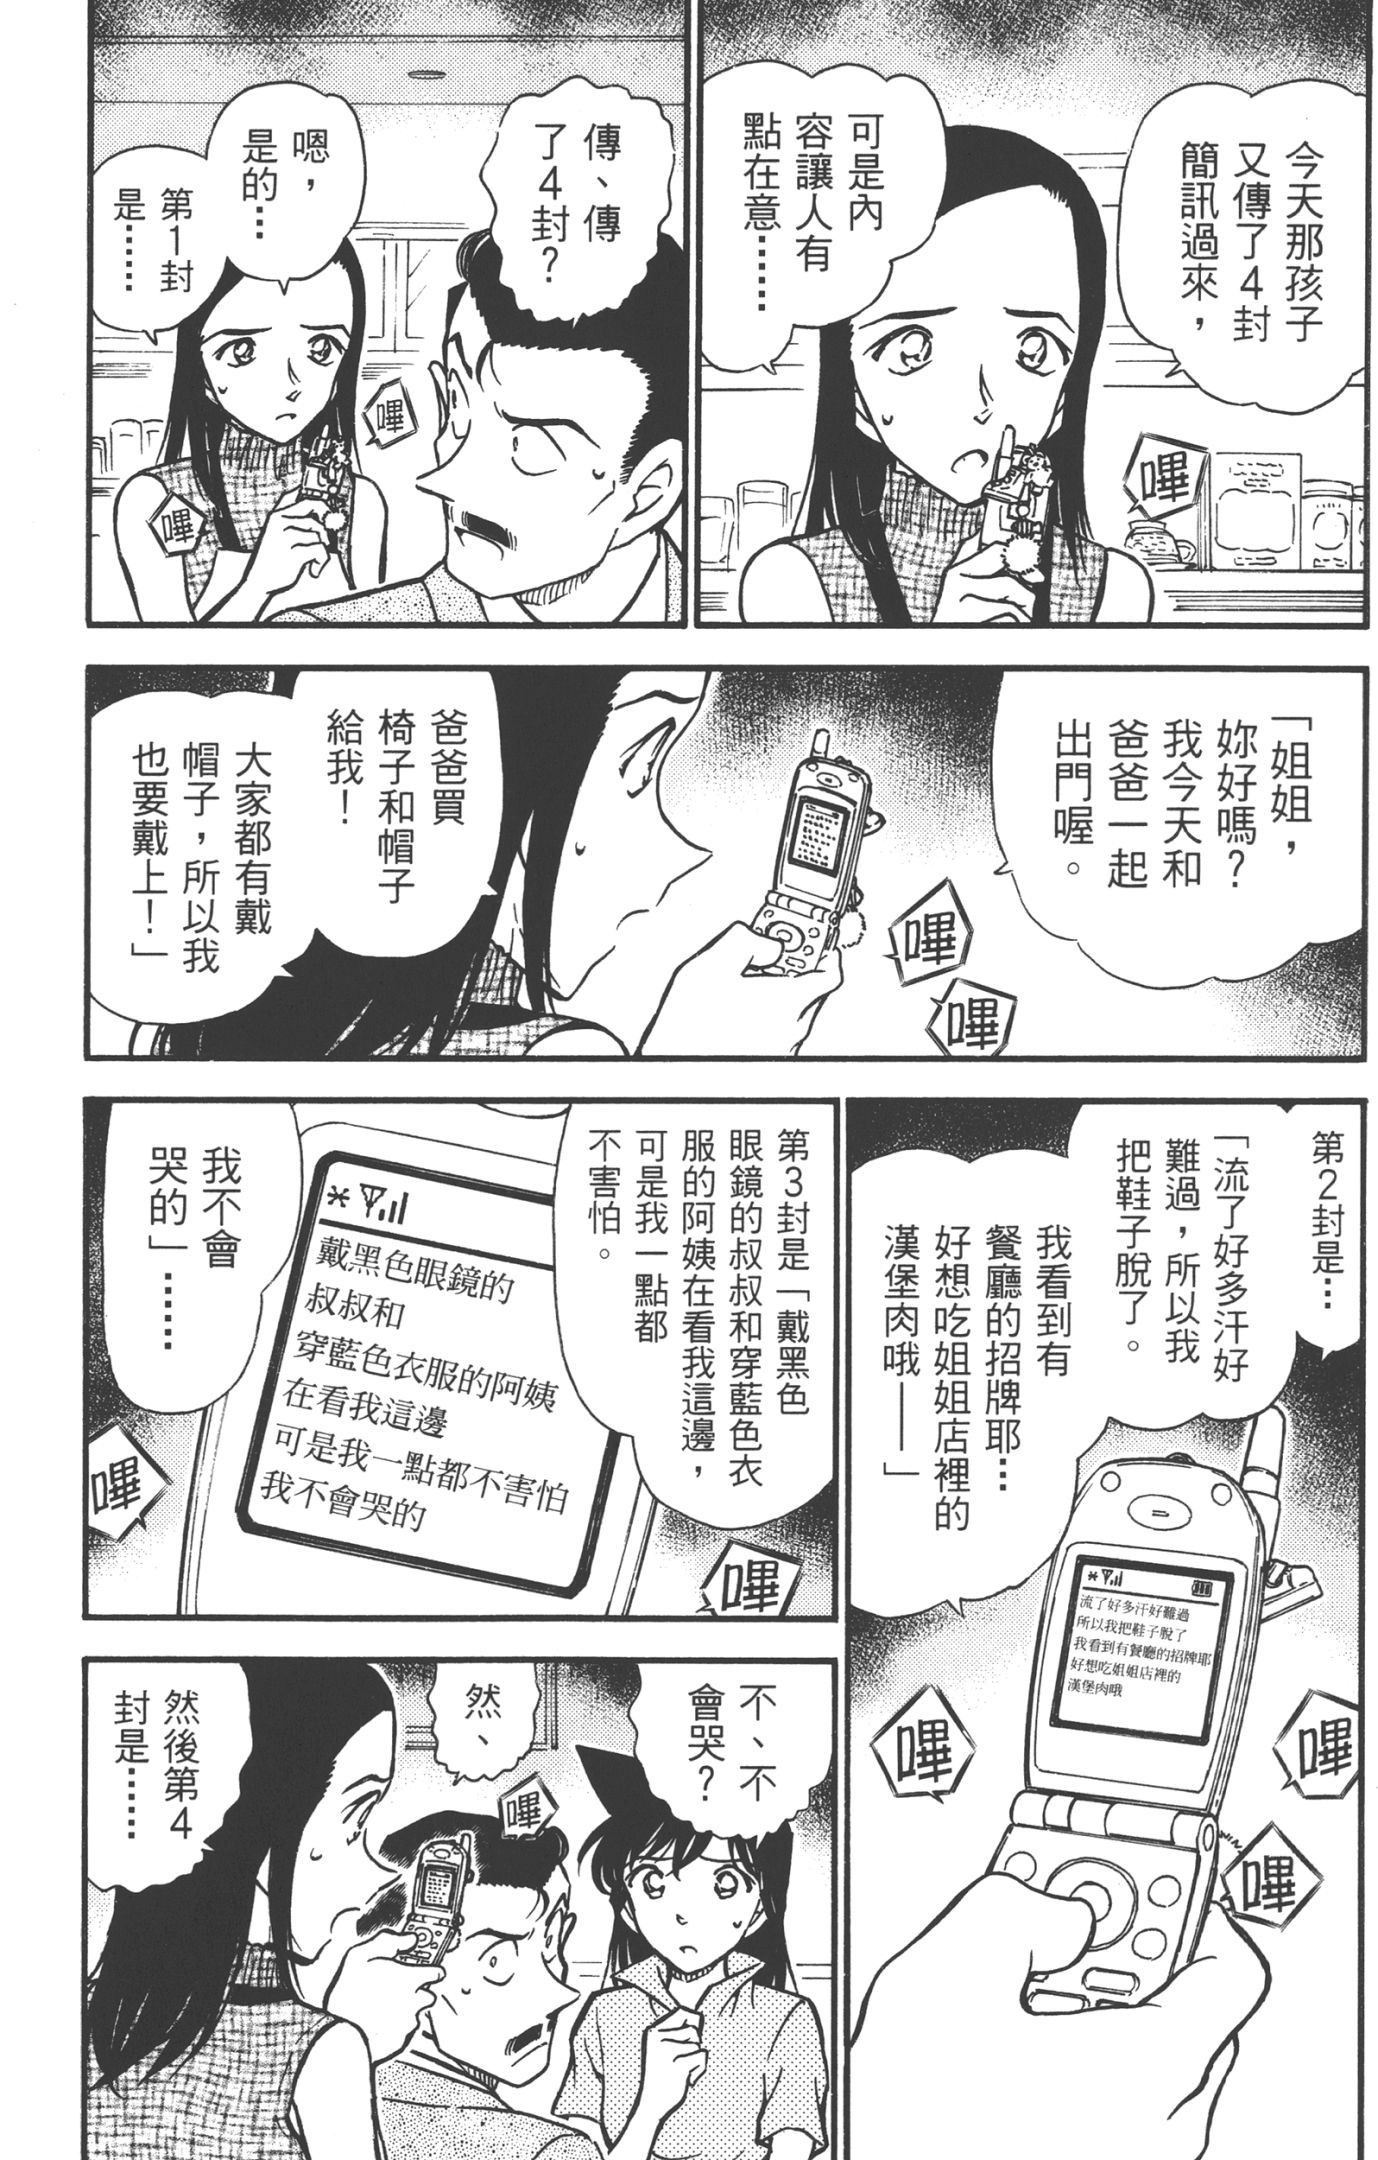 今天那孩子
又傳了4封
簡訊過來，
可是內
容讓人有
點在意⋯⋯
嗶
傳、傳
了4封？
嗯，
是的⋯
第1封
是⋯⋯
嗶
嗶
「姐姐，
妳好嗎？
我今天和
爸爸一起
出門喔。
爸爸買
椅子和帽子
給我！
大家都有戴
帽子，所以我
也要戴上！」
嗶
嗶
第2封是⋯
「流了好多汗好
難過，所以我
把鞋子脫了。
我看到有
餐廳的招牌耶⋯
好想吃姐姐店裡的
漢堡肉哦——」
流了好多汗好難過
所以我把鞋子脫了
我看到有餐廳的招牌耶
好想吃姐姐店裡的
漢堡肉哦
嗶
嗶
嗶
第3封是「戴黑色
眼鏡的叔叔和穿藍色衣
服的阿姨在看我這邊，
可是我一點都
不害怕。
我不會
哭的」⋯⋯
戴黑色眼鏡的
叔叔和
穿藍色衣服的阿姨
在看我這邊
可是我一點都不害怕
我不會哭的
嗶
嗶
不、不
會哭？
然、
然後第4
封是⋯⋯
嗶